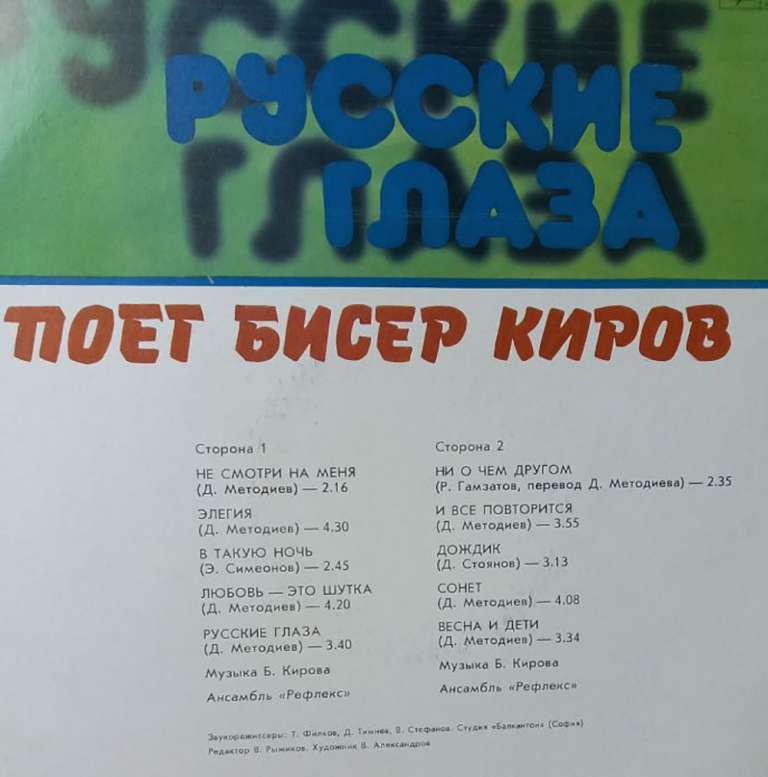 РУССКИЕ
ГЛАЗА
ПОЕТ БИСЕР КИРОВ
Сторона 1
НЕ СМОТРИ НА МЕНЯ
(Д. Методиев) — 2.16
ЭЛЕГИЯ
(Д. Методиев) — 4.30
В ТАКУЮ НОЧЬ
(Э. Симеонов) — 2.45
ЛЮБОВЬ — ЭТО ШУТКА
(Д. Методиев) — 4.20
РУССКИЕ ГЛАЗА
(Д. Методиев) — 3.40
Музыка Б. Кирова
Ансамбль «Рефлекс»
Сторона 2
НИ О ЧЕМ ДРУГОМ
(Р. Гамзатов, перевод Д. Методиева) — 2.35
И ВСЕ ПОВТОРИТСЯ
(Д. Методиев) — 3.55
ДОЖДИК
(Д. Стоянов) — 3.13
СОНЕТ
(Д. Методиев) — 4.08
ВЕСНА И ДЕТИ
(Д. Методиев) — 3.34
Музыка Б. Кирова
Ансамбль «Рефлекс»
Звукорежиссеры: Т. Филков, Д. Тимнев, В. Стефанов. Студия «Балкантон» (София)
Редактор В. Рыжиков. Художник В. Александров